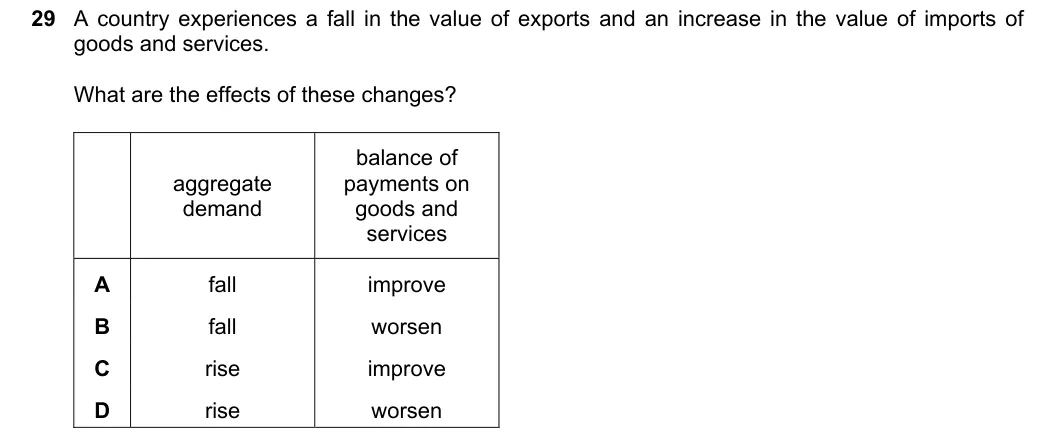 29 A country experiences a fall in the value of exports and an increase in the value of imports of
goods and services.
What are the effects of these changes?
aggregate
demand
balance of
payments on
goods and
services
A fall improve
B fall worsen
C rise improve
D rise worsen